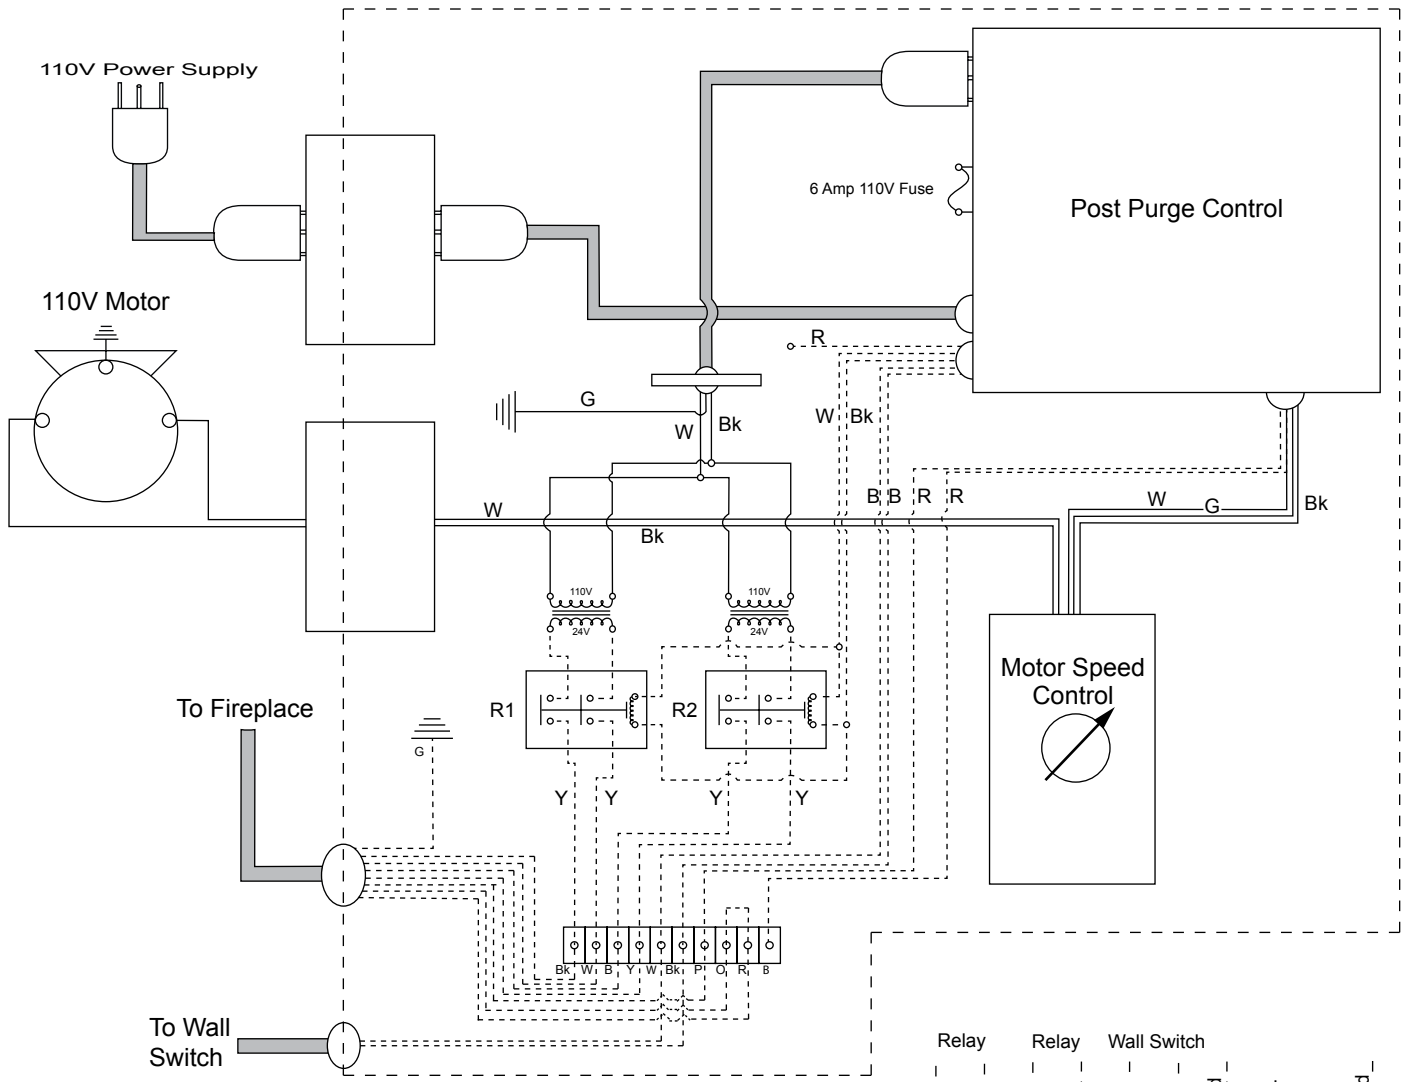 110V Power Supply
6 Amp 110V Fuse
Post Purge Control
110V Motor
R
G
W
Bk
W
Bk
B
B
R
R
W
G
Bk
W
Bk
110V
24V
110V
24V
Motor Speed
Control
R1
R2
To Fireplace
G
Y
Y
Y
Y
Bk W B Y W Bk P O R B
To Wall
Switch
Relay
Relay
Wall Switch